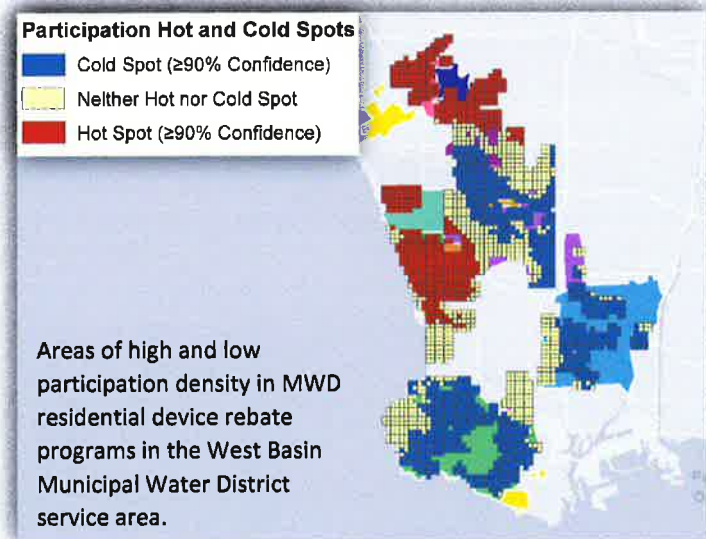 Participation Hot and Cold Spots
Cold Spot (≥90% Confidence)
Neither Hot nor Cold Spot
Hot Spot (≥90% Confidence)
Areas of high and low
participation density in MWD
residential device rebate
programs in the West Basin
Municipal Water District
service area.